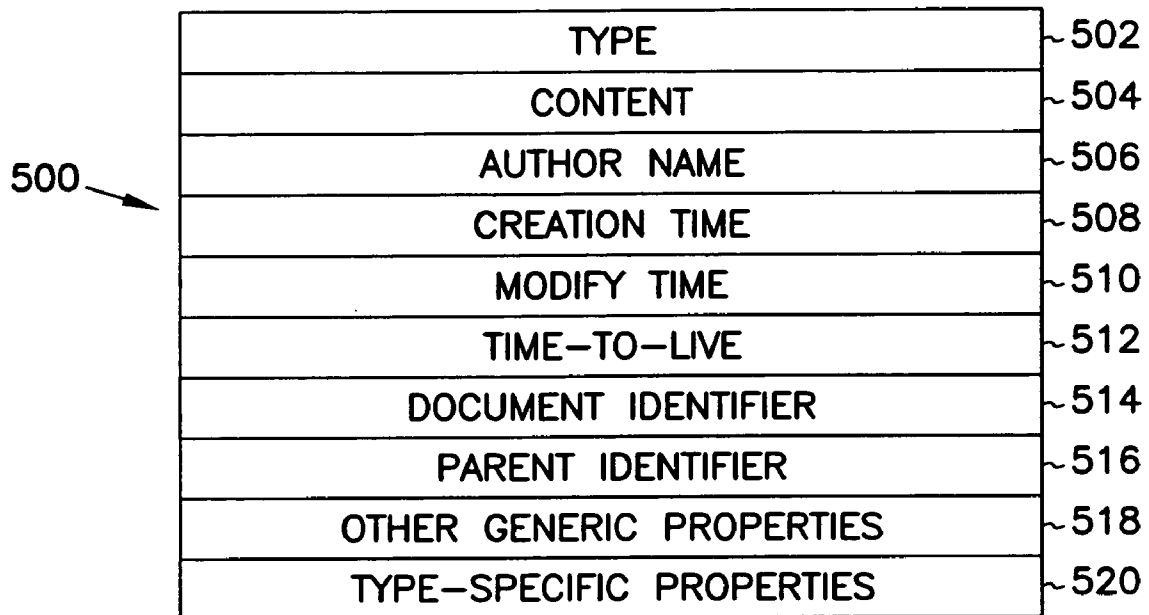 TYPE ~502
CONTENT ~504
AUTHOR NAME ~506
500
CREATION TIME ~508
MODIFY TIME ~510
TIME-TO-LIVE ~512
DOCUMENT IDENTIFIER ~514
PARENT IDENTIFIER ~516
OTHER GENERIC PROPERTIES ~518
TYPE-SPECIFIC PROPERTIES ~520